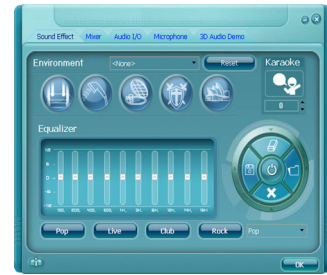 Sound Effect Mixer Audio I/O Microphone 3D Audio Demo
Environment <None> Reset Karaoke
0
Equalizer
Pop Live Club Rock Pop
OK